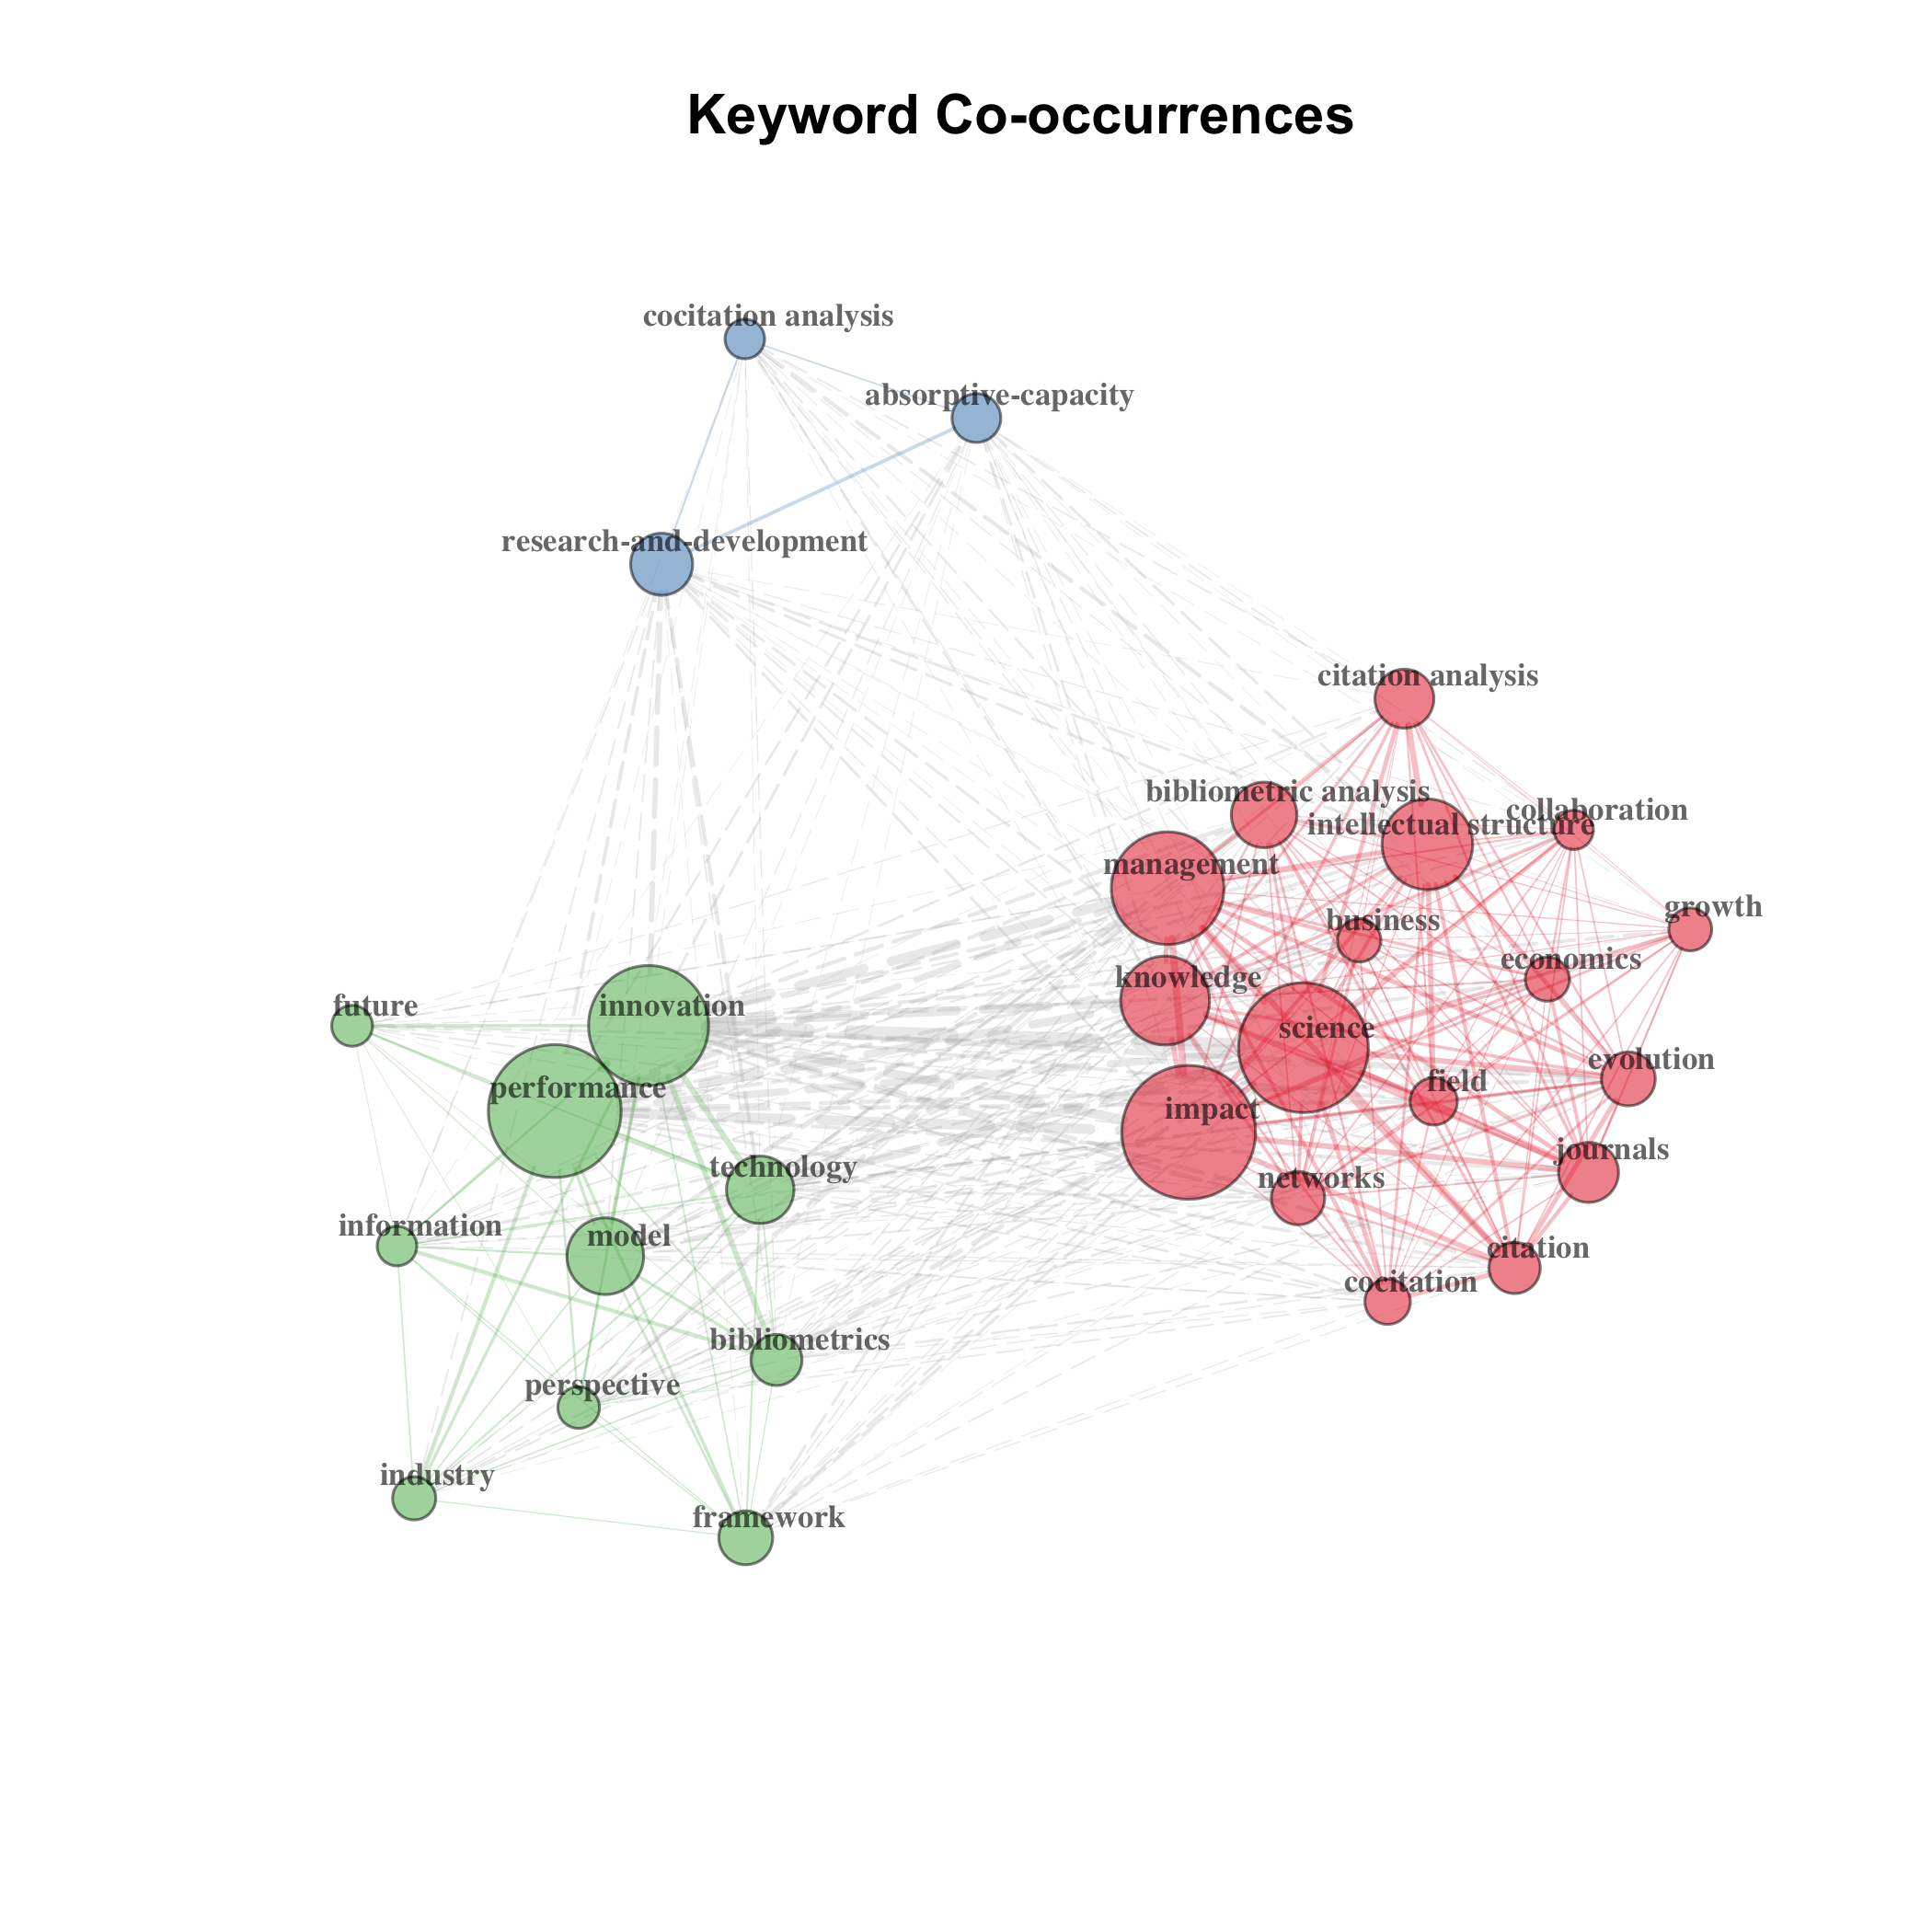 Keyword Co-occurrences
cocitation analysis
absorptive-capacity
research-and-development
citation analysis
bibliometric analysis
collaboration
intellectual structure
management
growth
business
economics
knowledge
future
innovation
science
evolution
field
performance
impact
journals
technology
networks
information
model
citation
cocitation
bibliometrics
perspective
industry
framework